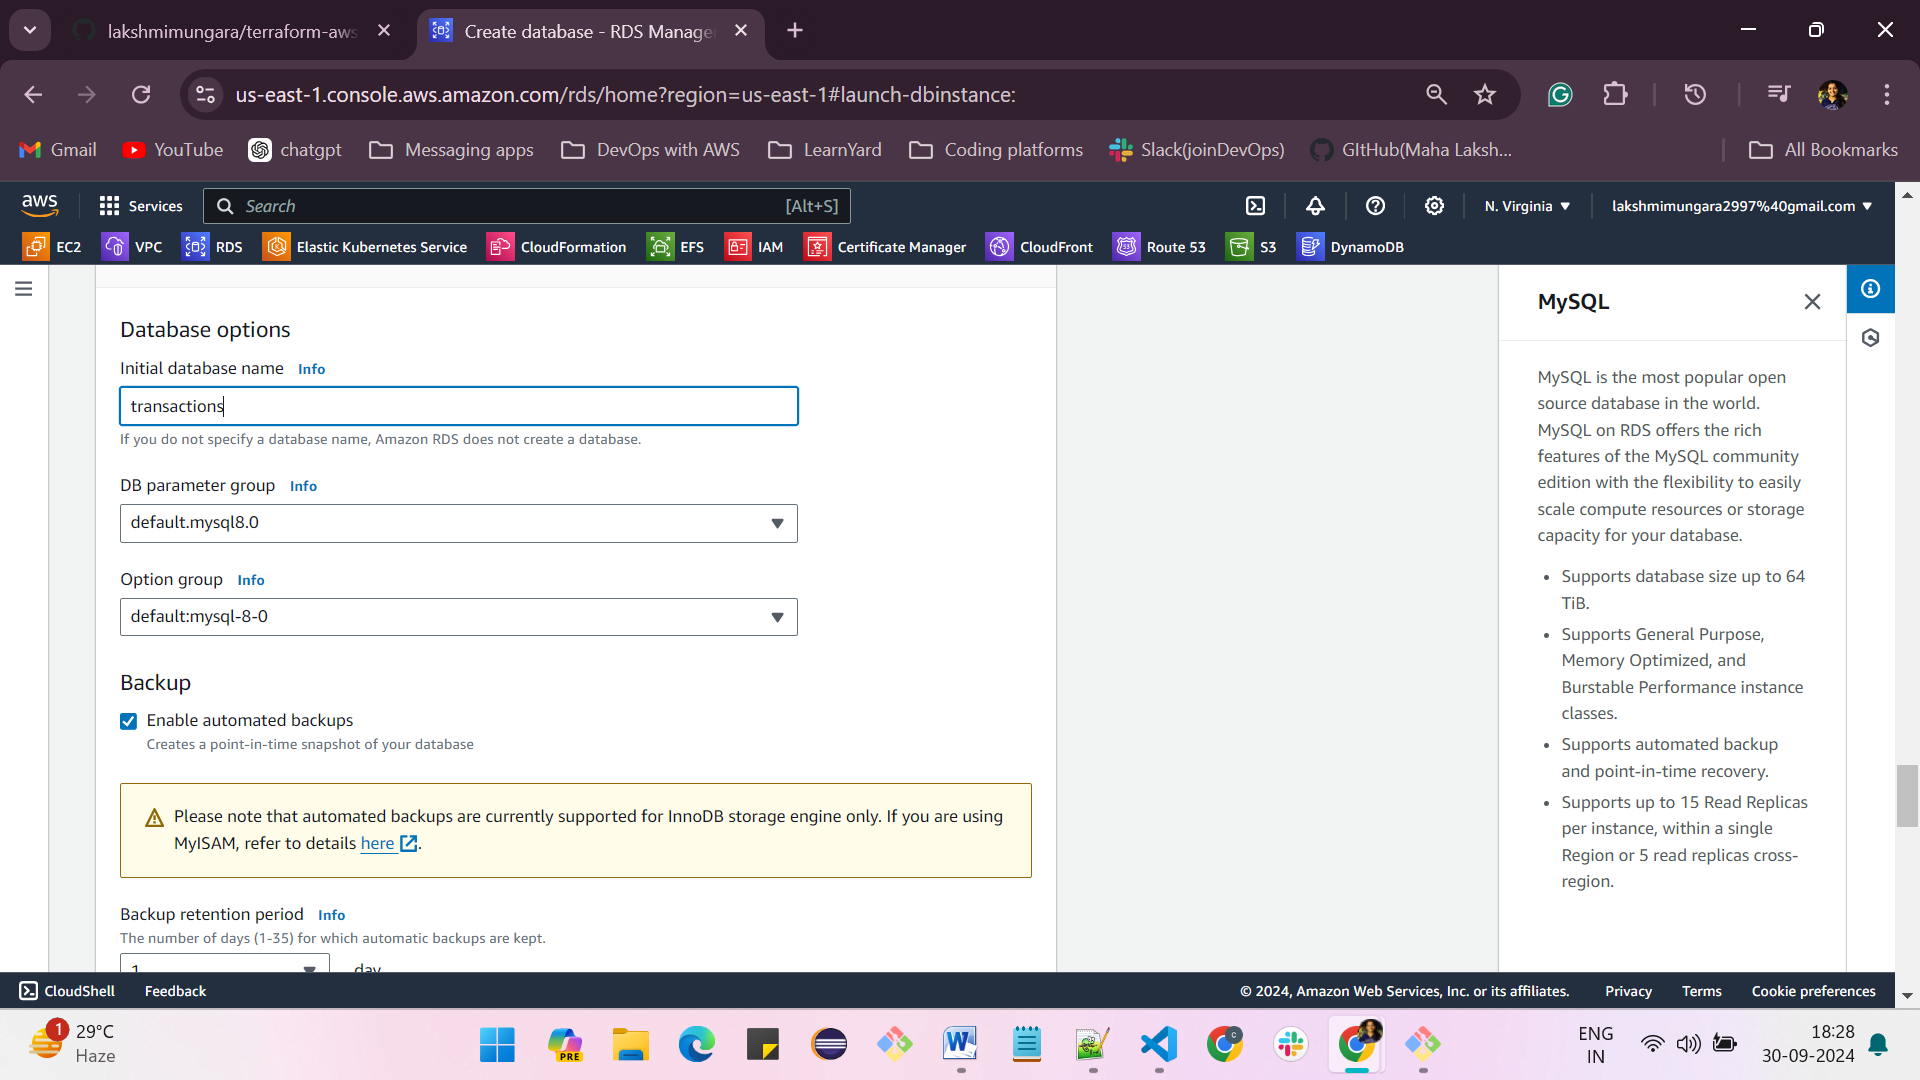 lakshmimungara/terraform-aws
Create database - RDS Manage
us-east-1.console.aws.amazon.com/rds/home?region=us-east-1#launch-dbinstance:
Gmail
YouTube
chatgpt
Messaging apps
DevOps with AWS
LearnYard
Coding platforms
Slack(joinDevOps)
GItHub(Maha Laksh...
All Bookmarks
aws
Services
Search
[Alt+S]
N. Virginia
lakshmimungara2997%40gmail.com
EC2
VPC
RDS
Elastic Kubernetes Service
CloudFormation
EFS
IAM
Certificate Manager
CloudFront
Route 53
S3
DynamoDB
Database options
Initial database name Info
transactions
If you do not specify a database name, Amazon RDS does not create a database.
DB parameter group Info
default.mysql8.0
Option group Info
default:mysql-8-0
Backup
Enable automated backups
Creates a point-in-time snapshot of your database
Please note that automated backups are currently supported for InnoDB storage engine only. If you are using
MyISAM, refer to details here.
Backup retention period Info
The number of days (1-35) for which automatic backups are kept.
1 day
MySQL
MySQL is the most popular open
source database in the world.
MySQL on RDS offers the rich
features of the MySQL community
edition with the flexibility to easily
scale compute resources or storage
capacity for your database.
• Supports database size up to 64
TiB.
• Supports General Purpose,
Memory Optimized, and
Burstable Performance instance
classes.
• Supports automated backup
and point-in-time recovery.
• Supports up to 15 Read Replicas
per instance, within a single
Region or 5 read replicas cross-
region.
CloudShell
Feedback
© 2024, Amazon Web Services, Inc. or its affiliates.
Privacy
Terms
Cookie preferences
1
29°C
Haze
PRE
ENG
IN
18:28
30-09-2024